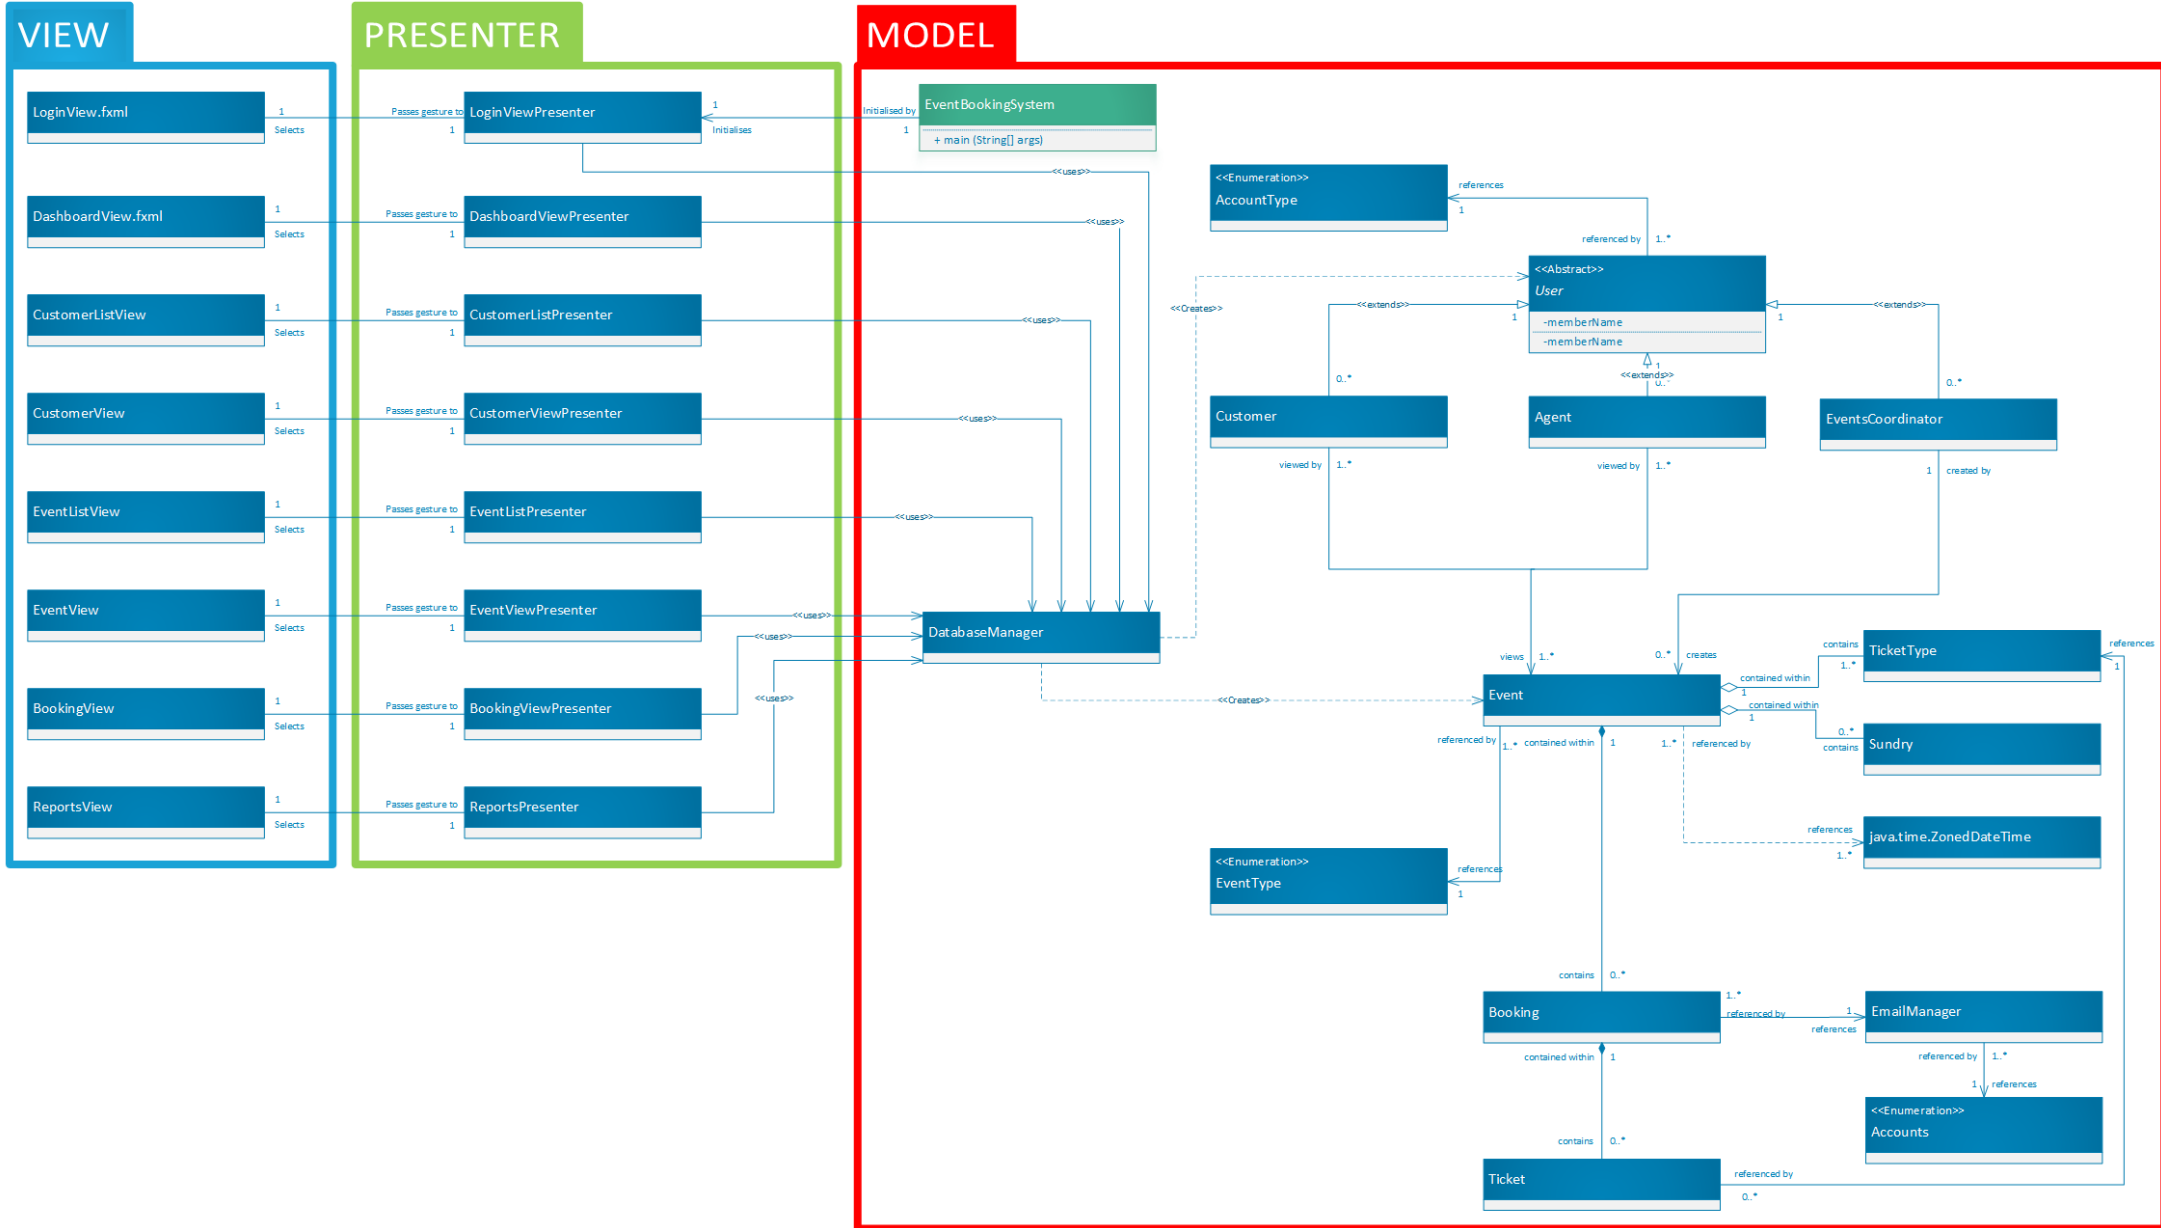 VIEW
PRESENTER
MODEL
LoginView.fxml
1
Selects
Passes gesture to
1
LoginViewPresenter
1
Initialises
Initialised by
1
EventBookingSystem
+ main (String[] args)
<<uses>>
DashboardView.fxml
1
Selects
Passes gesture to
1
DashboardViewPresenter
<<uses>>
CustomerListView
1
Selects
Passes gesture to
1
CustomerListPresenter
<<uses>>
CustomerView
1
Selects
Passes gesture to
1
CustomerViewPresenter
<<uses>>
EventListView
1
Selects
Passes gesture to
1
EventListPresenter
<<uses>>
EventView
1
Selects
Passes gesture to
1
EventViewPresenter
<<uses>>
BookingView
1
Selects
Passes gesture to
1
BookingViewPresenter
<<uses>>
ReportsView
1
Selects
Passes gesture to
1
ReportsPresenter
<<uses>>
DatabaseManager
<<Creates>>
<<Creates>>
<<Enumeration>>
AccountType
references
1
referenced by
1..*
<<Abstract>>
User
-memberName
-memberName
<<extends>>
1
0..*
<<extends>>
1
0..*
<<extends>>
1
0..*
Customer
viewed by
1..*
Agent
viewed by
1..*
EventsCoordinator
1
created by
views
1..*
0..*
creates
Event
contained within
1
contains
1..*
TicketType
references
1
contained within
1
0..*
contains
Sundry
referenced by
1..*
contained within
1
1..*
referenced by
references
1..*
java.time.ZonedDateTime
<<Enumeration>>
EventType
references
1
contains
0..*
Booking
1..*
referenced by
1
references
EmailManager
referenced by
1..*
1
references
<<Enumeration>>
Accounts
contained within
1
contains
0..*
Ticket
referenced by
0..*